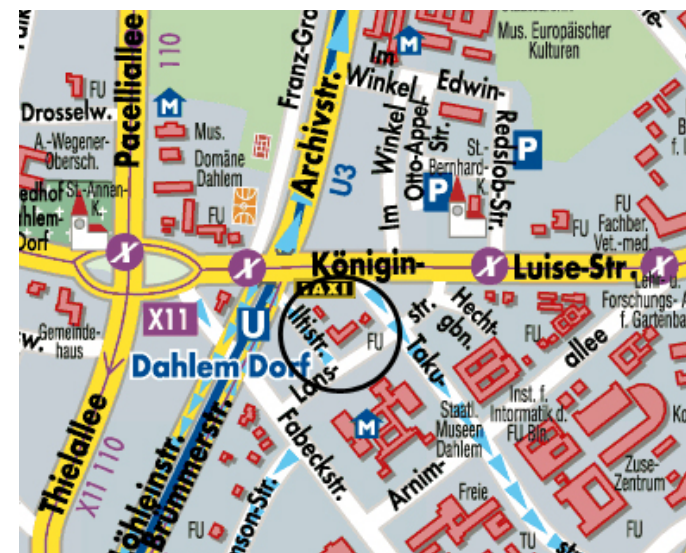 110
Pacelliallee
FU
Drosselw.
A.-Wegener-
Obersch.
St.-Annen-
K.
M
Mus.
Domäne
Dahlem
FU
Franz-Gro
Archivstr.
U3
M
Im
Winkel
Mus. Europäischer
Kulturen
Edwin-
Redslob-Str.
Im Winkel
Otto-Appel-
Str.
St.-
Bernhard-
K.
P
P
FU
Fachber.
Vet.-med.
X
X
X
X
Königin-
Luise-Str.
TAXI
X11
U
Dahlem Dorf
Gemeinde-
haus
Thielallee
X11 110
Iltisstr.
FU
Lans-
str.
Hecht-
gbn.
Taku-
str.
FU
allee
Lehr- u.
Forschungs-
f. Gartenba
Inst. f.
Informatik d.
FU Bln.
Staatl.
Museen
Dahlem
M
Fabeckstr.
Brümmerstr.
Arnim-
Freie
TU
Zuse-
Zentrum
FU
FU